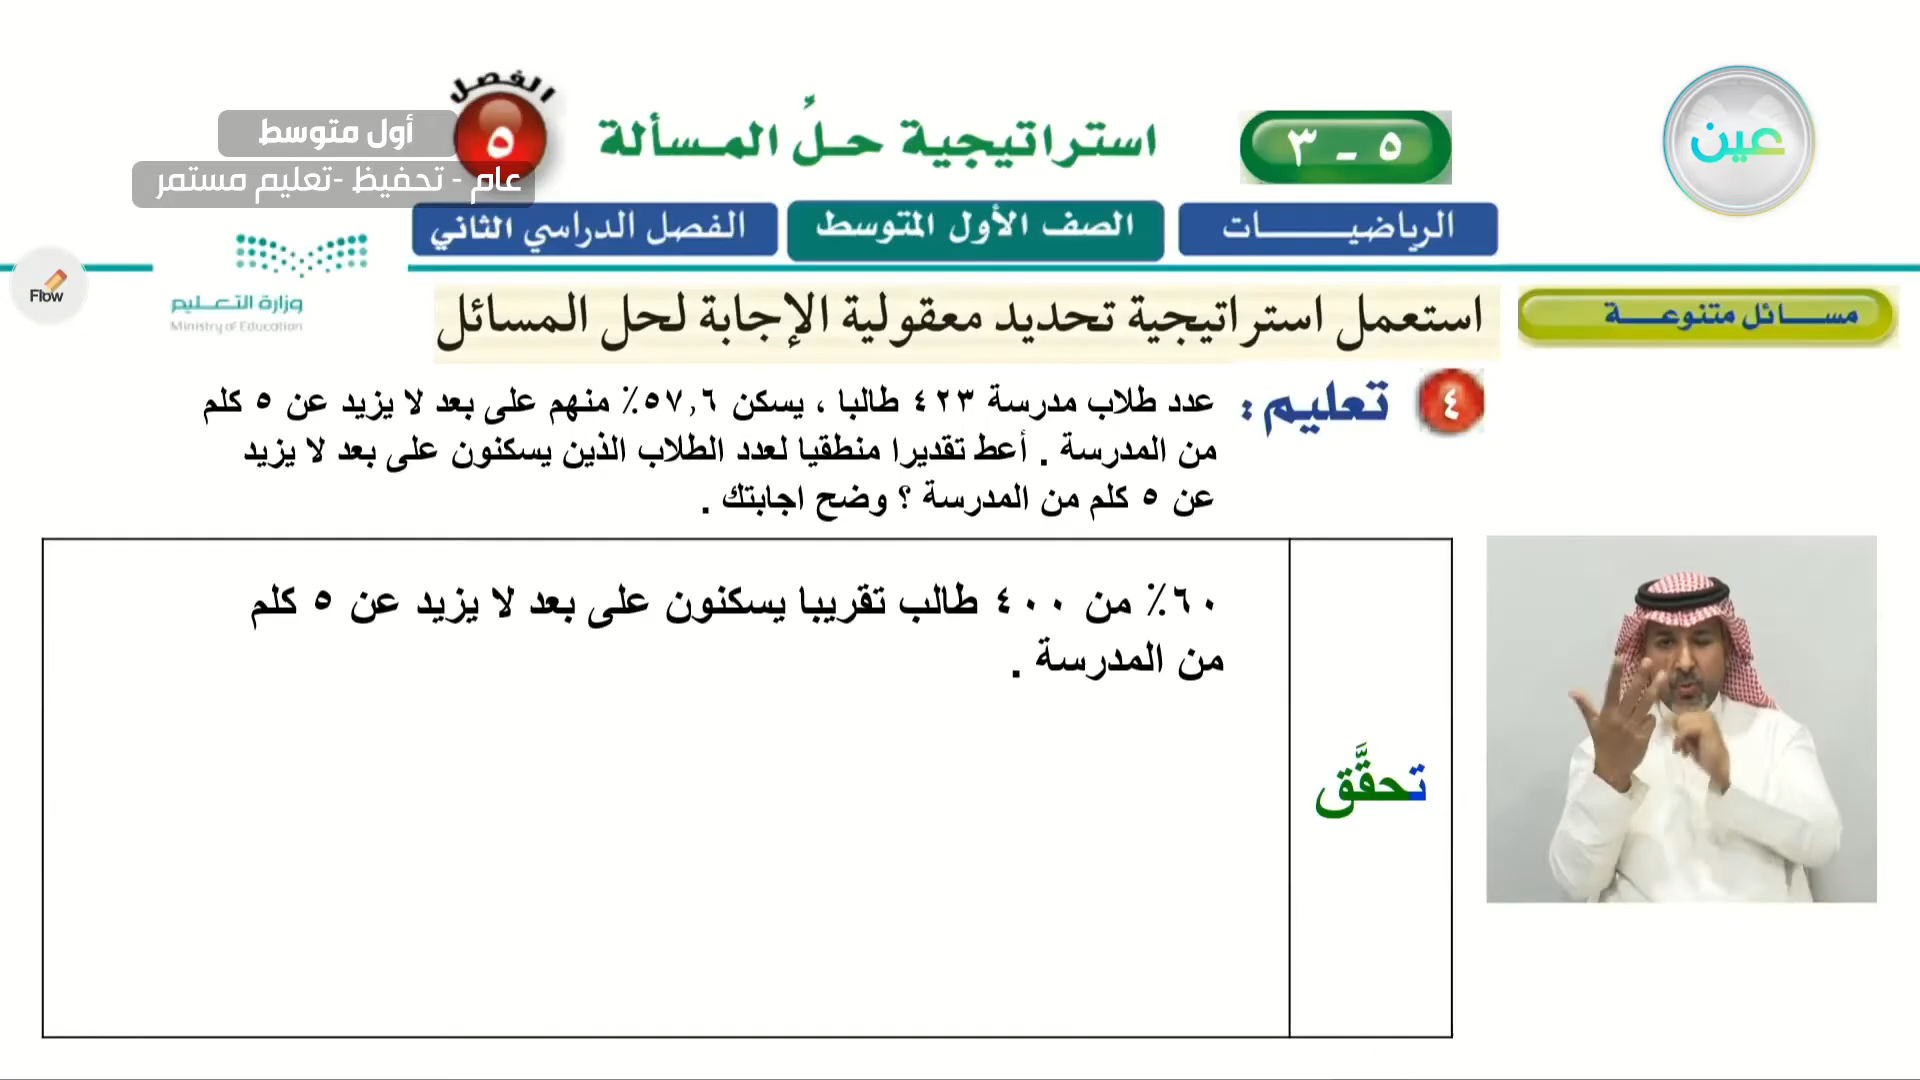 عين
٥ - ٣
استراتيجية حلُ المسألة
الفصل
٥
أول متوسط
عام - تحفيظ -تعليم مستمر
الرياضيات
الصف الأول المتوسط
الفصل الدراسي الثاني
وزارة التعليم
Ministry of Education
Flow
مسائل متنوعة
استعمل استراتيجية تحديد معقولية الإجابة لحل المسائل
٤ تعليم : عدد طلاب مدرسة ٤٢٣ طالبا ، يسكن ٥٧,٦٪ منهم على بعد لا يزيد عن ٥ كلم
من المدرسة . أعط تقديرا منطقيا لعدد الطلاب الذين يسكنون على بعد لا يزيد
عن ٥ كلم من المدرسة ؟ وضح اجابتك .
٦٠٪ من ٤٠٠ طالب تقريبا يسكنون على بعد لا يزيد عن ٥ كلم
من المدرسة .
تحقَّق